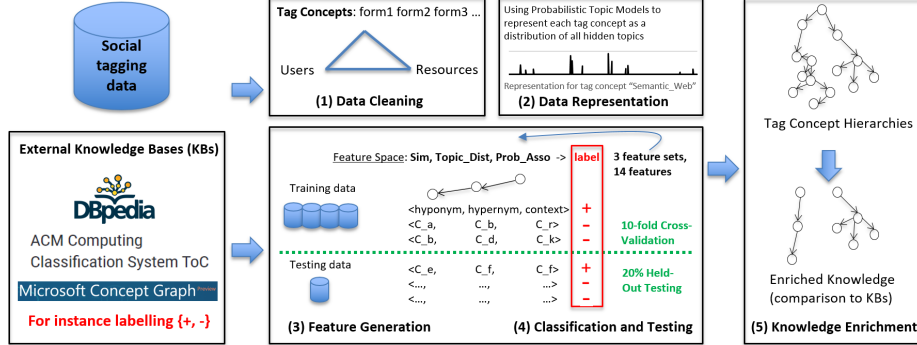 Social
tagging
data
Tag Concepts: form1 form2 form3 ...
Users
Resources
(1) Data Cleaning
Using Probabilistic Topic Models to
represent each tag concept as a
distribution of all hidden topics
Representation for tag concept "Semantic_Web"
(2) Data Representation
External Knowledge Bases (KBs)
DBpedia
ACM Computing
Classification System ToC
Microsoft Concept Graph Preview
For instance labelling {+, -}
Feature Space: Sim, Topic_Dist, Prob_Asso -> label
3 feature sets,
14 features
Training data
<hyponym, hypernym, context> +
<C_a, C_b, C_r> -
<C_b, C_d, C_k> -
10-fold Cross-
Validation
Testing data
<C_e, C_f, C_f> +
<..., ..., ...> -
<..., ..., ...> -
20% Held-
Out Testing
(3) Feature Generation
(4) Classification and Testing
Tag Concept Hierarchies
Enriched Knowledge
(comparison to KBs)
(5) Knowledge Enrichment